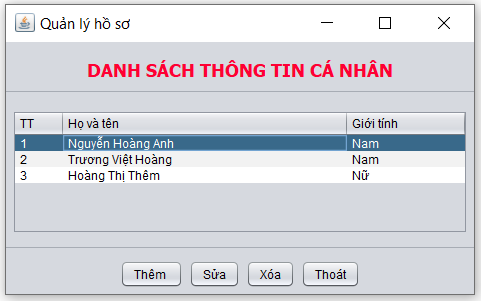 Quản lý hồ sơ
DANH SÁCH THÔNG TIN CÁ NHÂN
TT Họ và tên Giới tính
1 Nguyễn Hoàng Anh Nam
2 Trương Việt Hoàng Nam
3 Hoàng Thị Thêm Nữ
Thêm Sửa Xóa Thoát